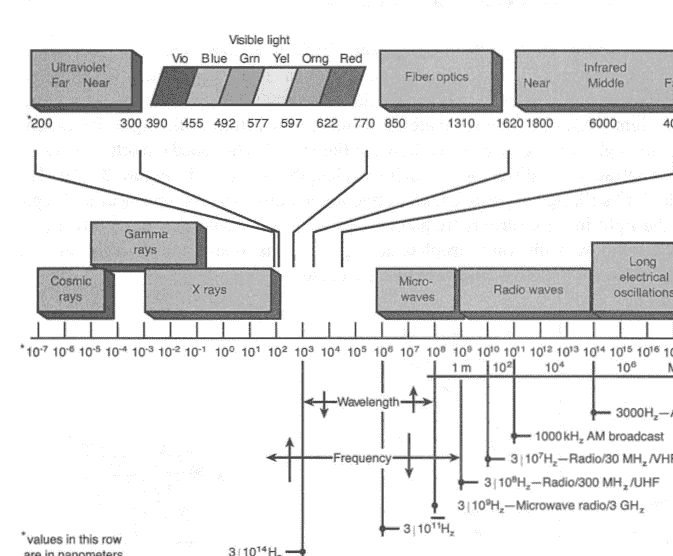 Visible light
Vio Blue Grn Yel Orng Red
Ultraviolet
Far Near
Fiber optics
Infrared
Near Middle F
*200 300 390 455 492 577 597 622 770 850 1310 1620 1800 6000 40
Gamma
rays
Cosmic
rays
X rays
Micro-
waves
Radio waves
Long
electrical
oscillations
*10-7 10-6 10-5 10-4 10-3 10-2 10-1 100 101 102 103 104 105 106 107 108 109 1010 1011 1012 1013 1014 1015 1016 10
1 m 102 104 106 M
Wavelength
3000Hz—A
1000kHz AM broadcast
Frequency
3|107Hz—Radio/30 MHz/VHF
3|108Hz—Radio/300 MHz/UHF
3|109Hz—Microwave radio/3 GHz
3|1011Hz
*values in this row
are in nanometers
3|1014Hz